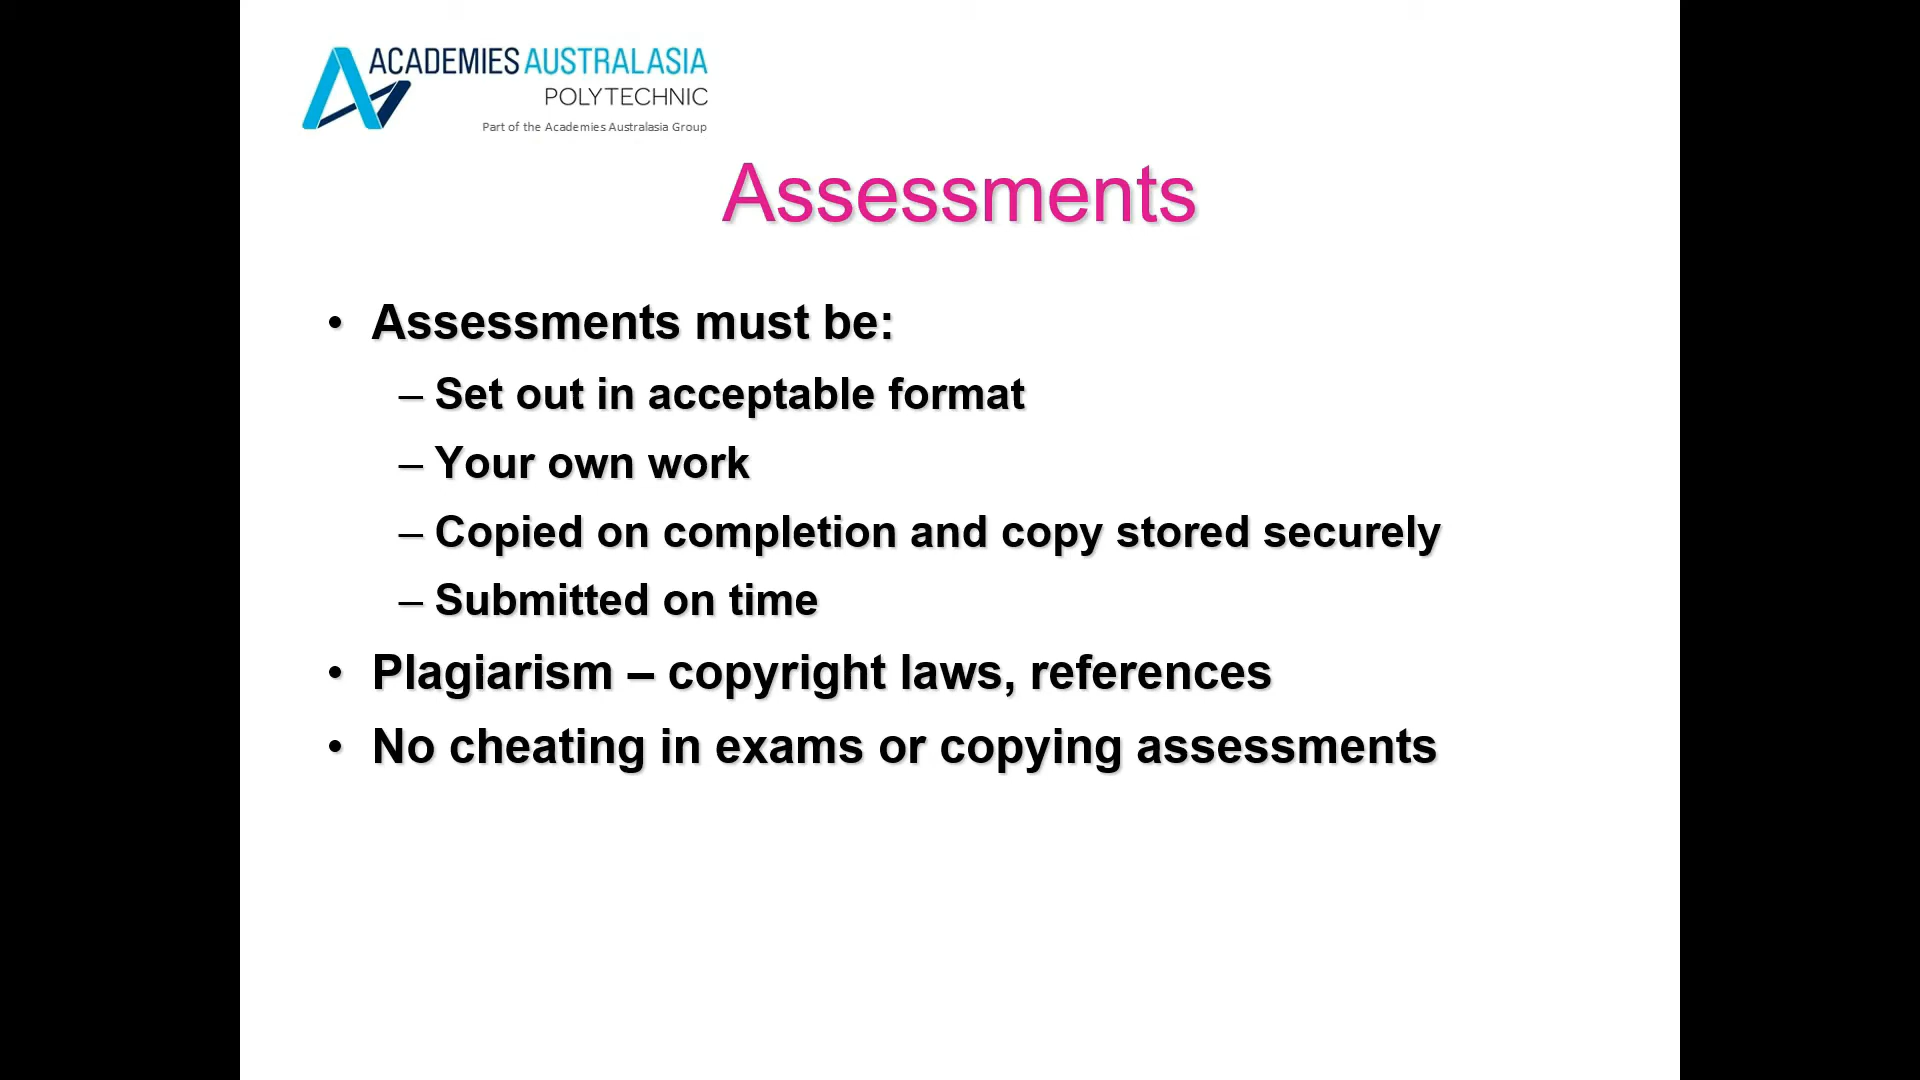 ACADEMIES AUSTRALASIA
POLYTECHNIC
Part of the Academies Australasia Group
Assessments
• Assessments must be:
– Set out in acceptable format
– Your own work
– Copied on completion and copy stored securely
– Submitted on time
• Plagiarism – copyright laws, references
• No cheating in exams or copying assessments